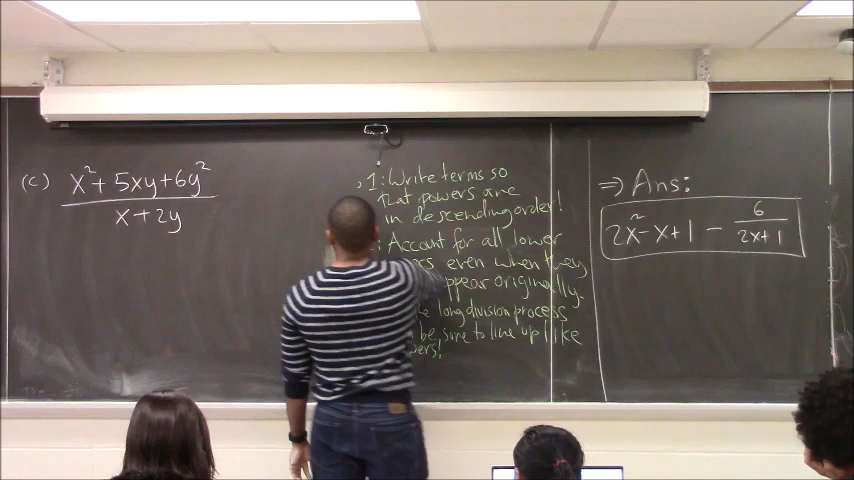 (c) x² + 5xy + 6y²
x + 2y
1: Write terms so
that powers are
in descending order!
: Account for all lower
even when they
appear originally.
long division process
be sure to line up like
⇒ Ans:
2x² - x + 1 - 6
2x + 1